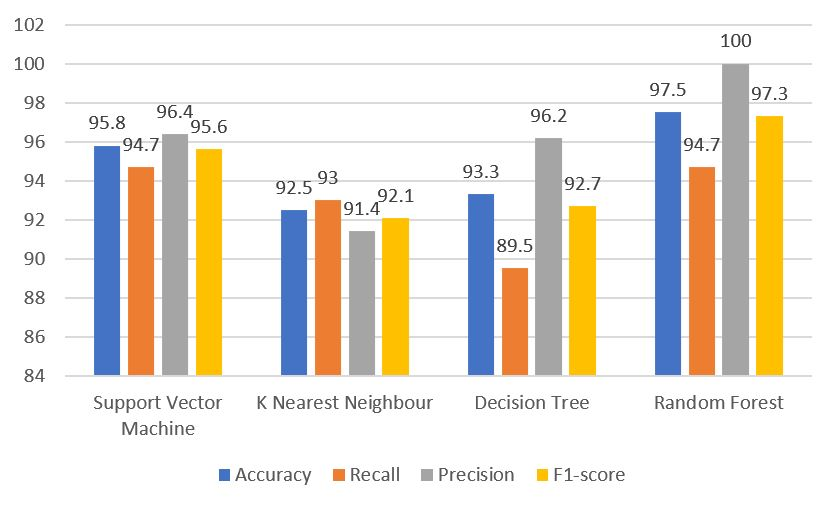 102
100
98
96
94
92
90
88
86
84
95.8
94.7
96.4
95.6
92.5
93
91.4
92.1
93.3
89.5
96.2
92.7
97.5
94.7
100
97.3
Support Vector
Machine
K Nearest Neighbour
Decision Tree
Random Forest
Accuracy
Recall
Precision
F1-score